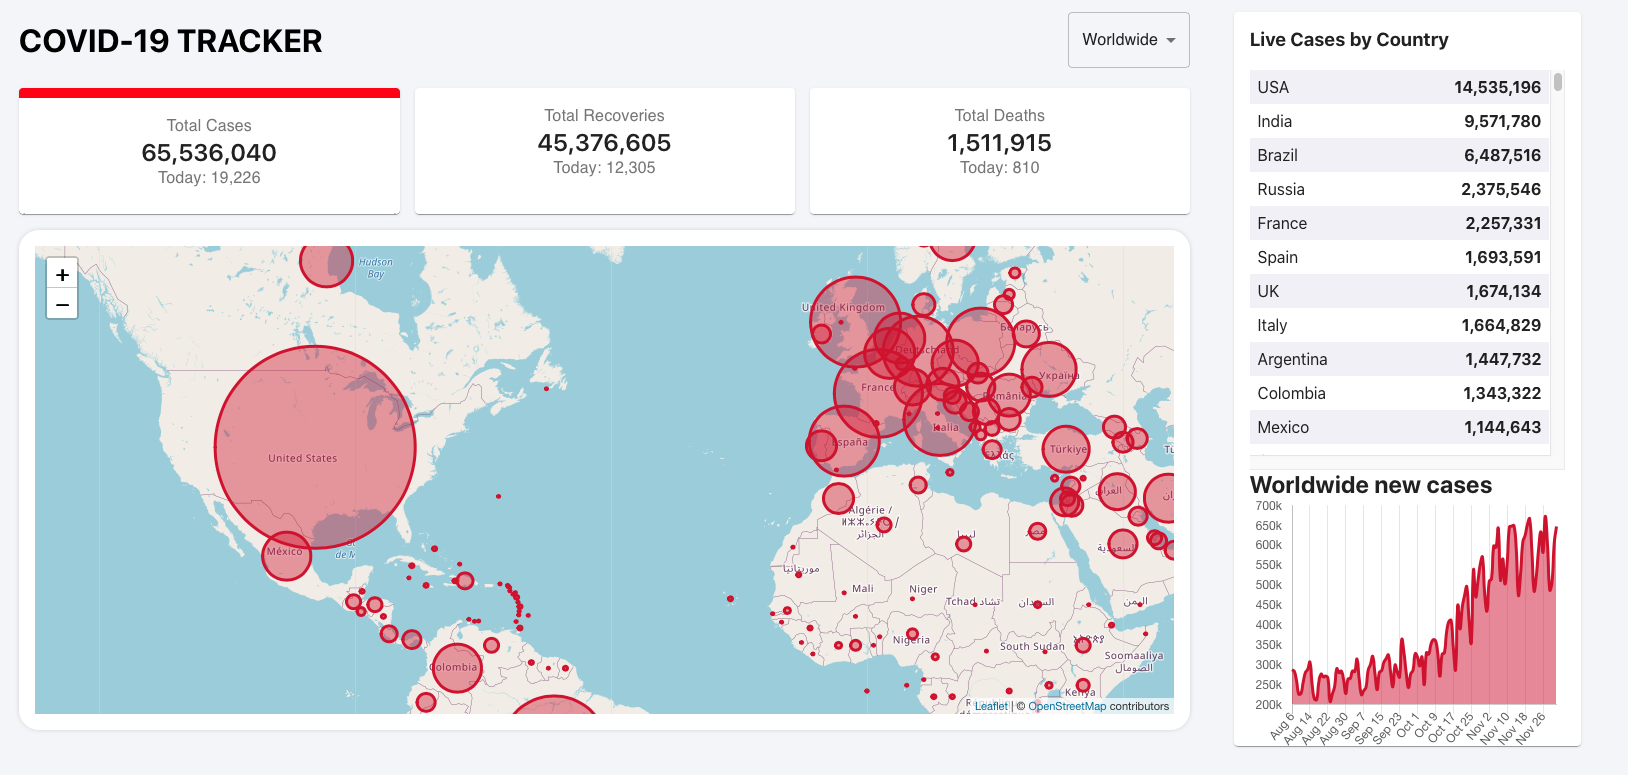 COVID-19 TRACKER
Worldwide
Total Cases
65,536,040
Today: 19,226
Total Recoveries
45,376,605
Today: 12,305
Total Deaths
1,511,915
Today: 810
+
−
Hudson
Bay
United Kingdom
Беларусь
Deutschland
Україна
France
România
Italia
España
Ελλάς
Türkiye
United States
México
Algérie /
ⵍⵣⵣⴰⵢⴻⵔ /
الجزائر
ليبيا
مصر
العراق
السعودية
موريتانيا
Mali
Niger
Tchad تشاد
السودان
اليمن
Nigeria
South Sudan
Soomaaliya
الصومال
Kenya
Colombia
Leaflet | © OpenStreetMap contributors
Live Cases by Country
USA 14,535,196
India 9,571,780
Brazil 6,487,516
Russia 2,375,546
France 2,257,331
Spain 1,693,591
UK 1,674,134
Italy 1,664,829
Argentina 1,447,732
Colombia 1,343,322
Mexico 1,144,643
Worldwide new cases
700k
650k
600k
550k
500k
450k
400k
350k
300k
250k
200k
Aug 6
Aug 14
Aug 22
Aug 30
Sep 7
Sep 15
Sep 23
Oct 1
Oct 9
Oct 17
Oct 25
Nov 2
Nov 10
Nov 18
Nov 26